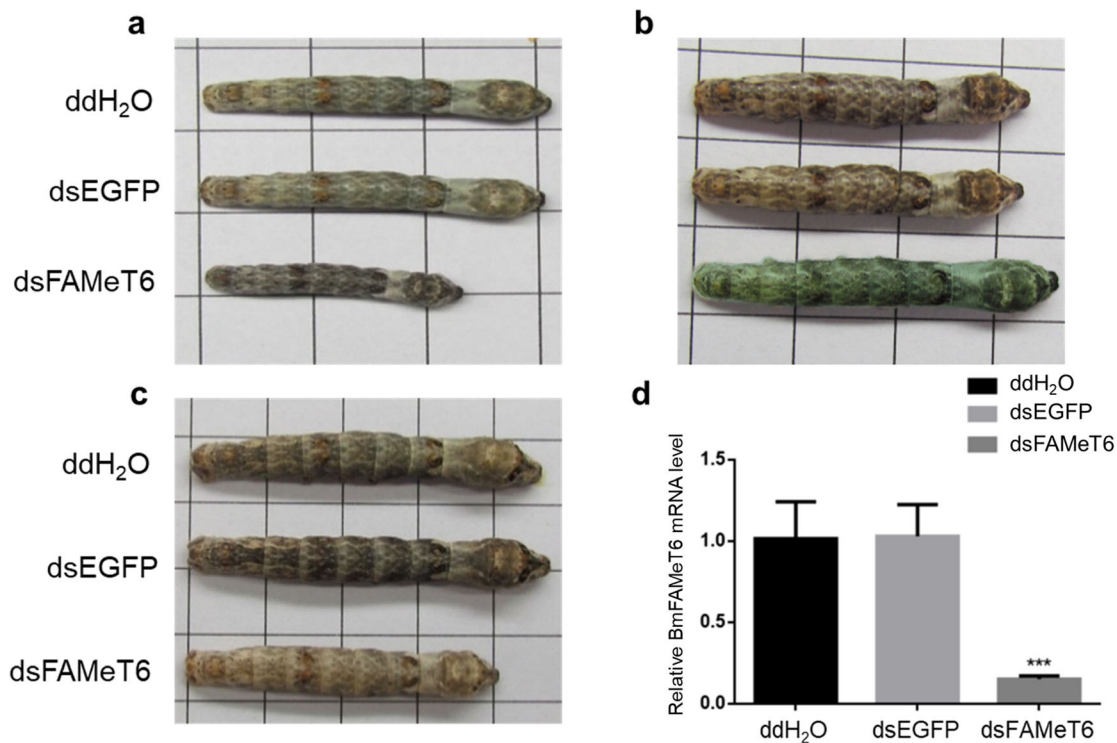 a
ddH₂O
dsEGFP
dsFAMeT6
b
c
ddH₂O
dsEGFP
dsFAMeT6
d
ddH₂O
dsEGFP
dsFAMeT6
Relative BmFAMeT6 mRNA level
1.5
1.0
0.5
0.0
***
ddH₂O
dsEGFP
dsFAMeT6